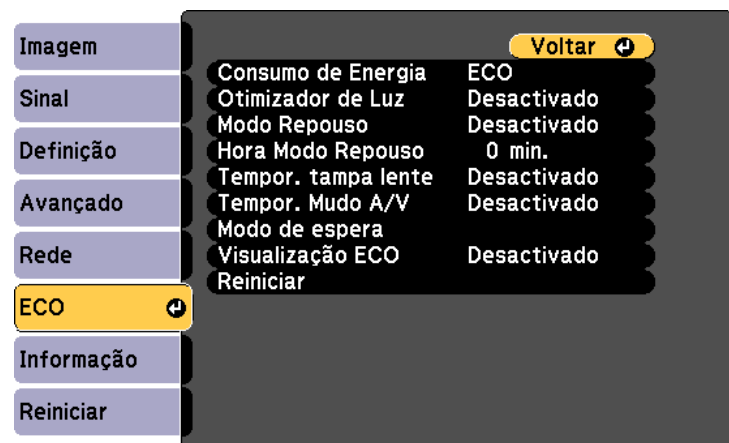 Imagem
Sinal
Definição
Avançado
Rede
ECO
Informação
Reiniciar
Voltar
Consumo de Energia ECO
Otimizador de Luz Desactivado
Modo Repouso Desactivado
Hora Modo Repouso 0 min.
Tempor. tampa lente Desactivado
Tempor. Mudo A/V Desactivado
Modo de espera
Visualização ECO Desactivado
Reiniciar